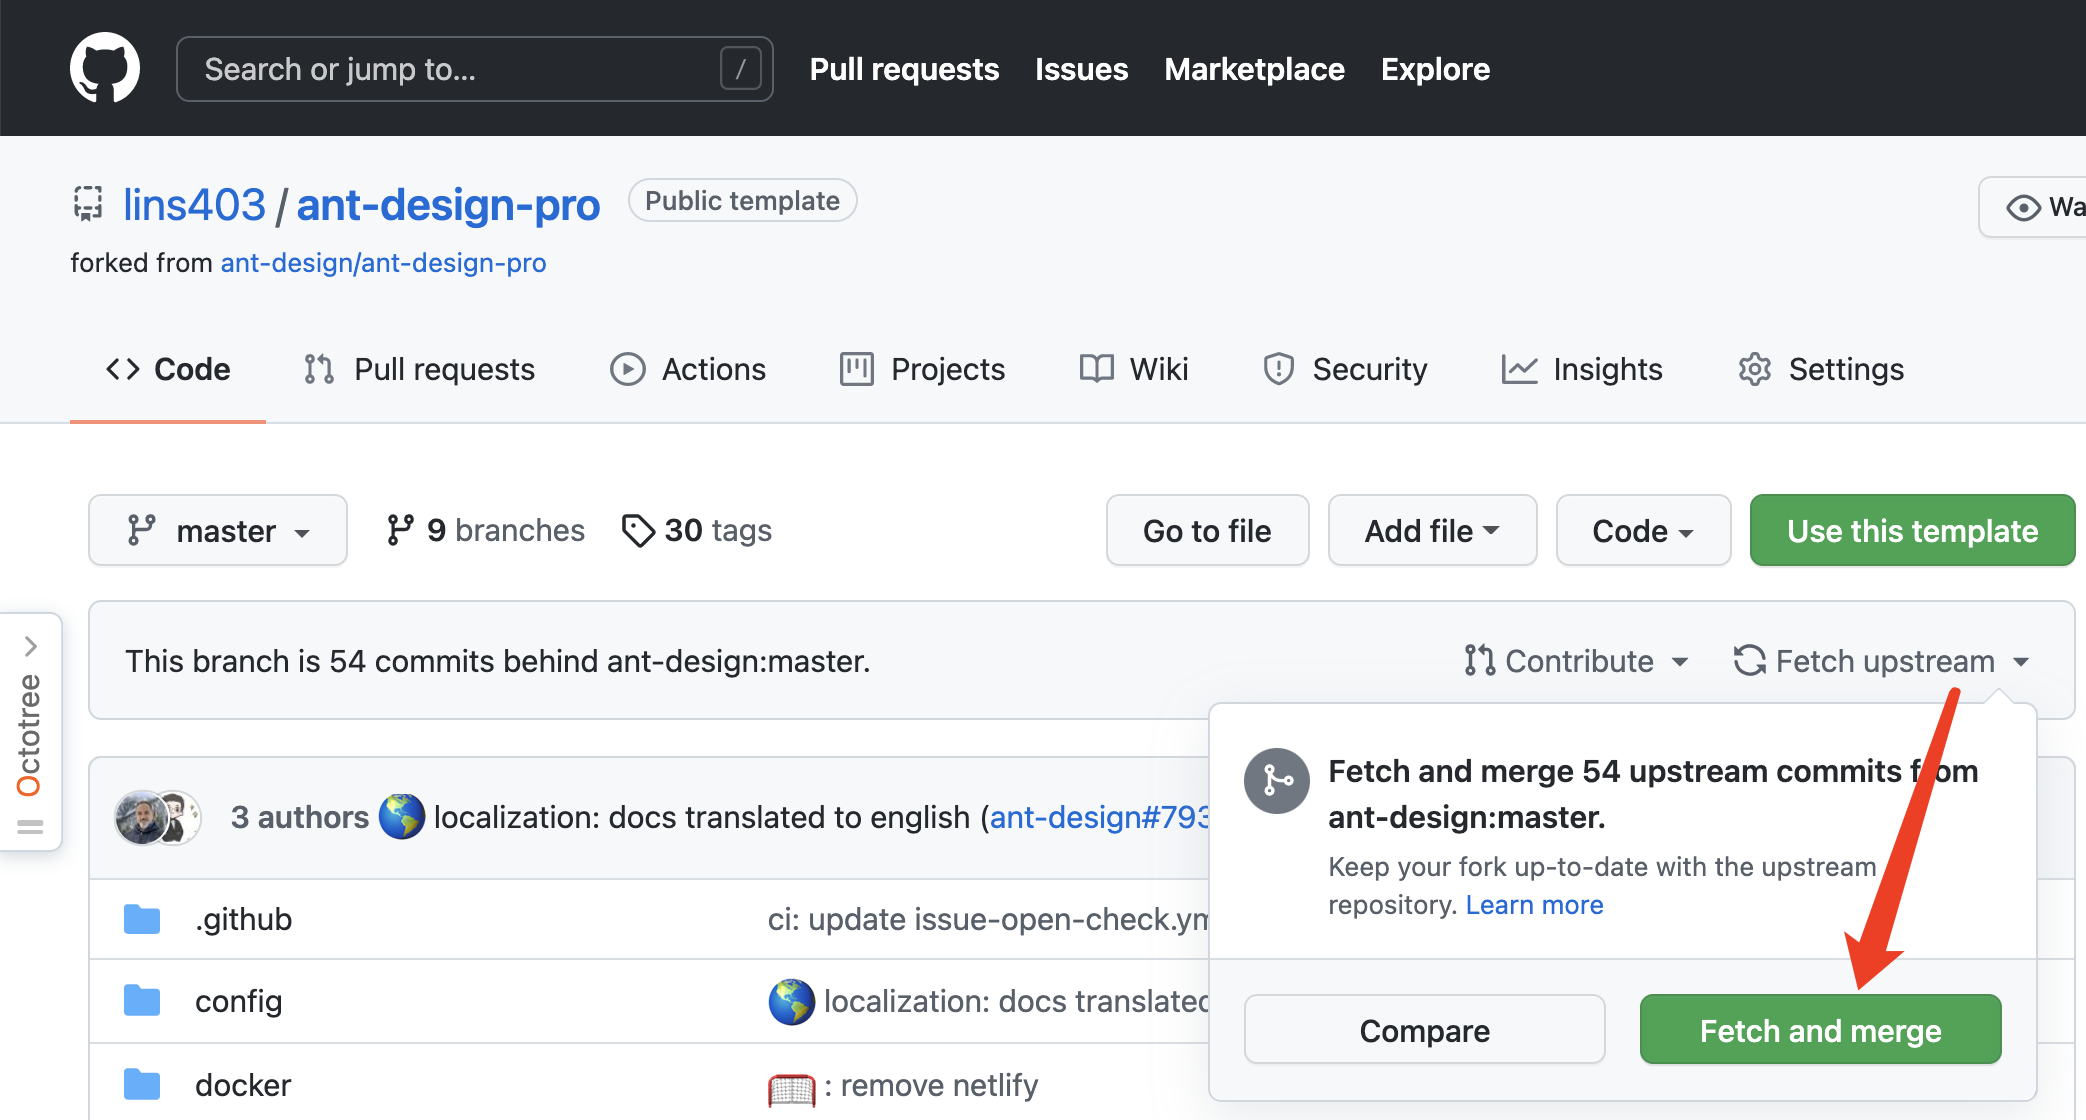 Search or jump to...
/
Pull requests
Issues
Marketplace
Explore
lins403 / ant-design-pro
Public template
Wa
forked from ant-design/ant-design-pro
Code
Pull requests
Actions
Projects
Wiki
Security
Insights
Settings
master
9 branches
30 tags
Go to file
Add file
Code
Use this template
This branch is 54 commits behind ant-design:master.
Contribute
Fetch upstream
Octotree
3 authors localization: docs translated to english (ant-design#793
Fetch and merge 54 upstream commits from
ant-design:master.
Keep your fork up-to-date with the upstream
repository. Learn more
Compare
Fetch and merge
.github
ci: update issue-open-check.ym
config
localization: docs translated
docker
: remove netlify